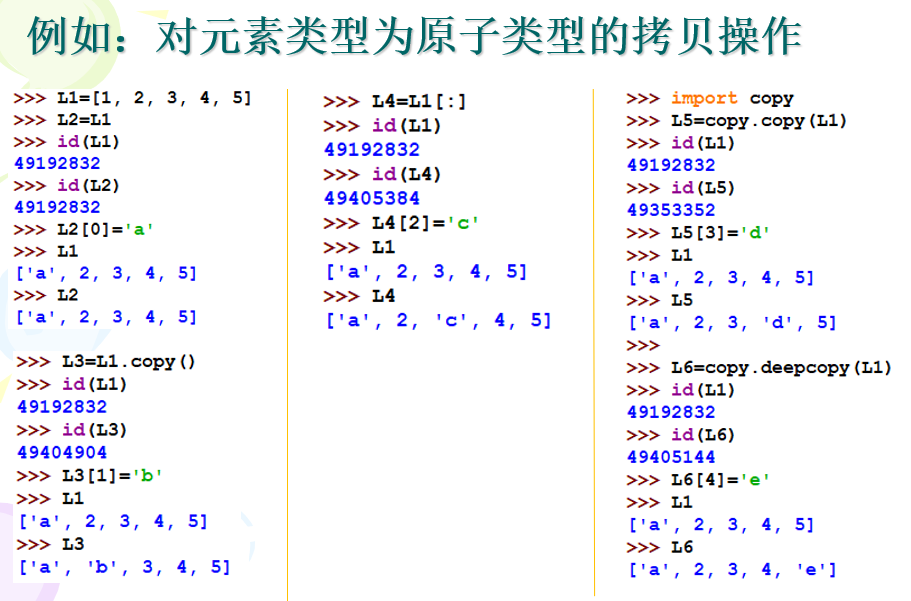 例如：对元素类型为原子类型的拷贝操作
>>> L1=[1, 2, 3, 4, 5]
>>> L2=L1
>>> id(L1)
49192832
>>> id(L2)
49192832
>>> L2[0]='a'
>>> L1
['a', 2, 3, 4, 5]
>>> L2
['a', 2, 3, 4, 5]
>>> L3=L1.copy()
>>> id(L1)
49192832
>>> id(L3)
49404904
>>> L3[1]='b'
>>> L1
['a', 2, 3, 4, 5]
>>> L3
['a', 'b', 3, 4, 5]
>>> L4=L1[:]
>>> id(L1)
49192832
>>> id(L4)
49405384
>>> L4[2]='c'
>>> L1
['a', 2, 3, 4, 5]
>>> L4
['a', 2, 'c', 4, 5]
>>> import copy
>>> L5=copy.copy(L1)
>>> id(L1)
49192832
>>> id(L5)
49353352
>>> L5[3]='d'
>>> L1
['a', 2, 3, 4, 5]
>>> L5
['a', 2, 3, 'd', 5]
>>>
>>> L6=copy.deepcopy(L1)
>>> id(L1)
49192832
>>> id(L6)
49405144
>>> L6[4]='e'
>>> L1
['a', 2, 3, 4, 5]
>>> L6
['a', 2, 3, 4, 'e']